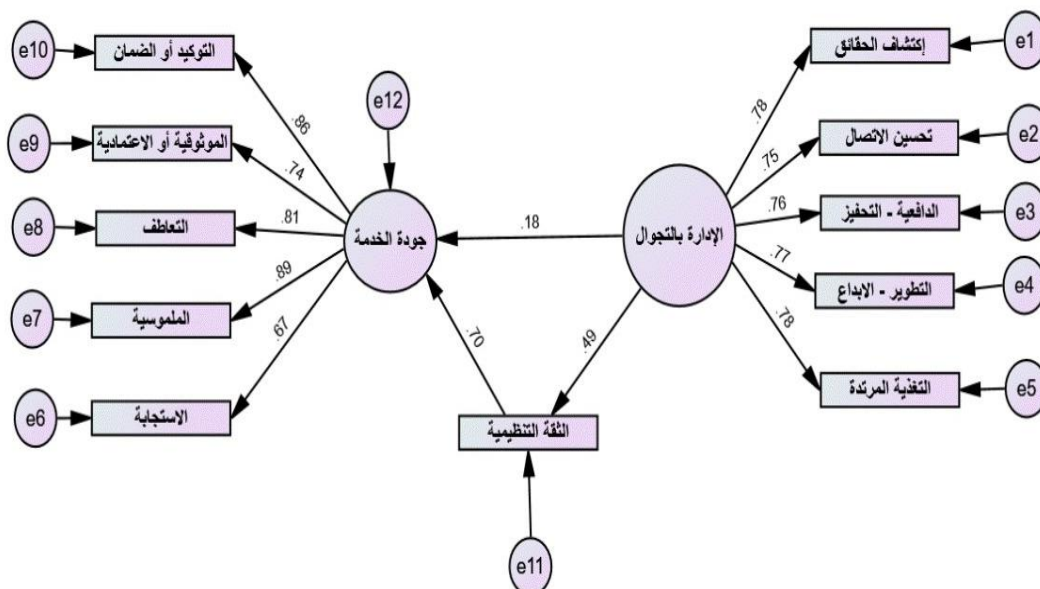 إكتشاف الحقائق
e1
.78
تحسين الاتصال
e2
.75
الدافعية - التحفيز
e3
.76
التطوير - الابداع
e4
.77
التغذية المرتدة
e5
.78
الإدارة بالتجوال
.18
.49
الثقة التنظيمية
e11
.70
جودة الخدمة
e12
التوكيد أو الضمان
e10
.86
الموثوقية أو الاعتمادية
e9
.74
التعاطف
e8
.81
الملموسية
e7
.89
الاستجابة
e6
.67